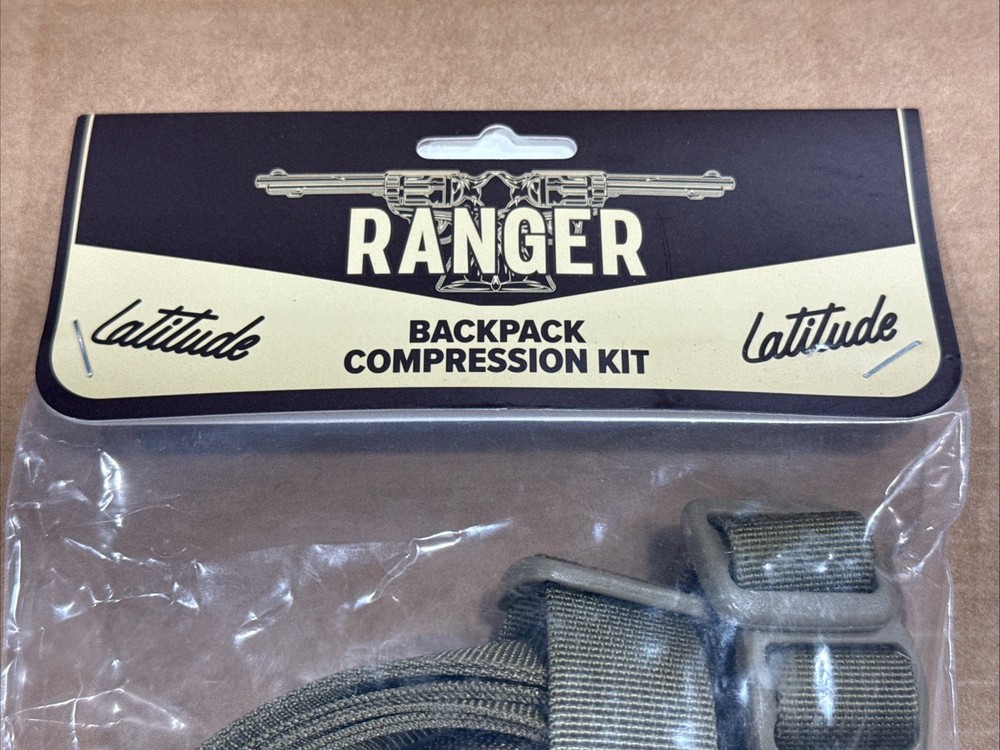 RANGER
Latitude
BACKPACK
COMPRESSION KIT
Latitude